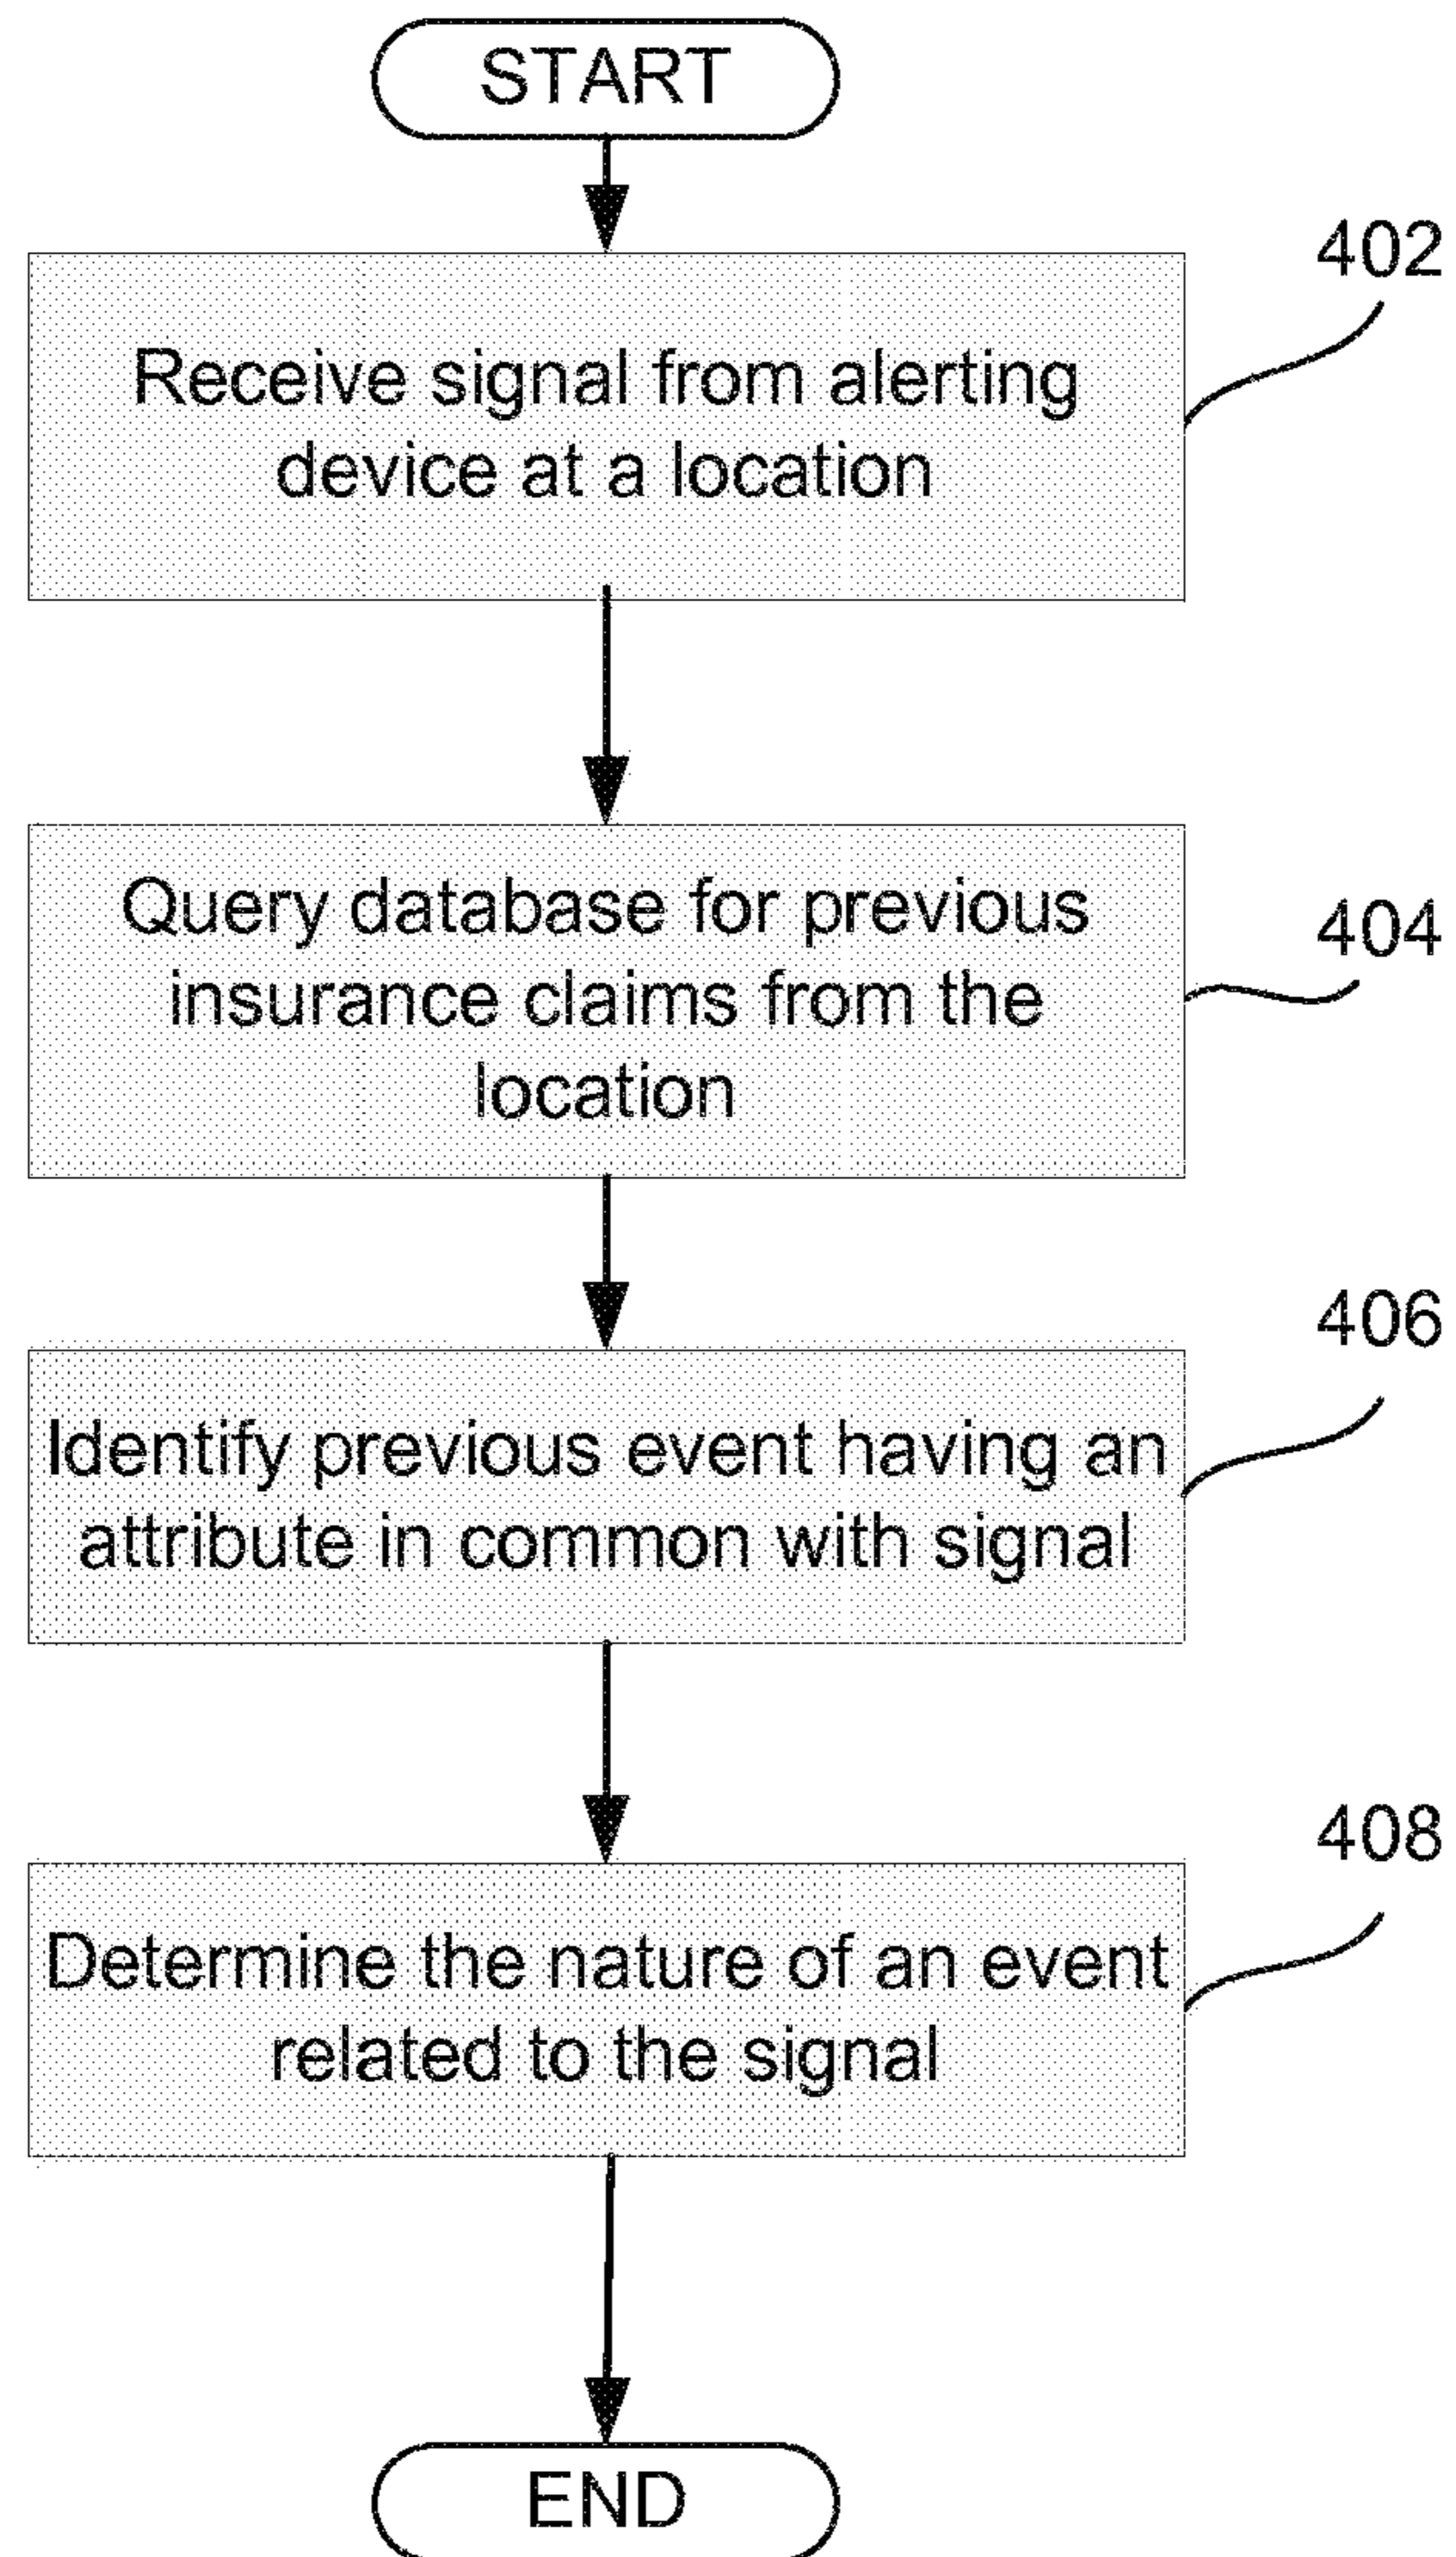 START
402
Receive signal from alerting
device at a location
Query database for previous
404
insurance claims from the
location
406
Identify previous event having an
attribute in common with signal
408
Determine the nature of an event
related to the signal
END